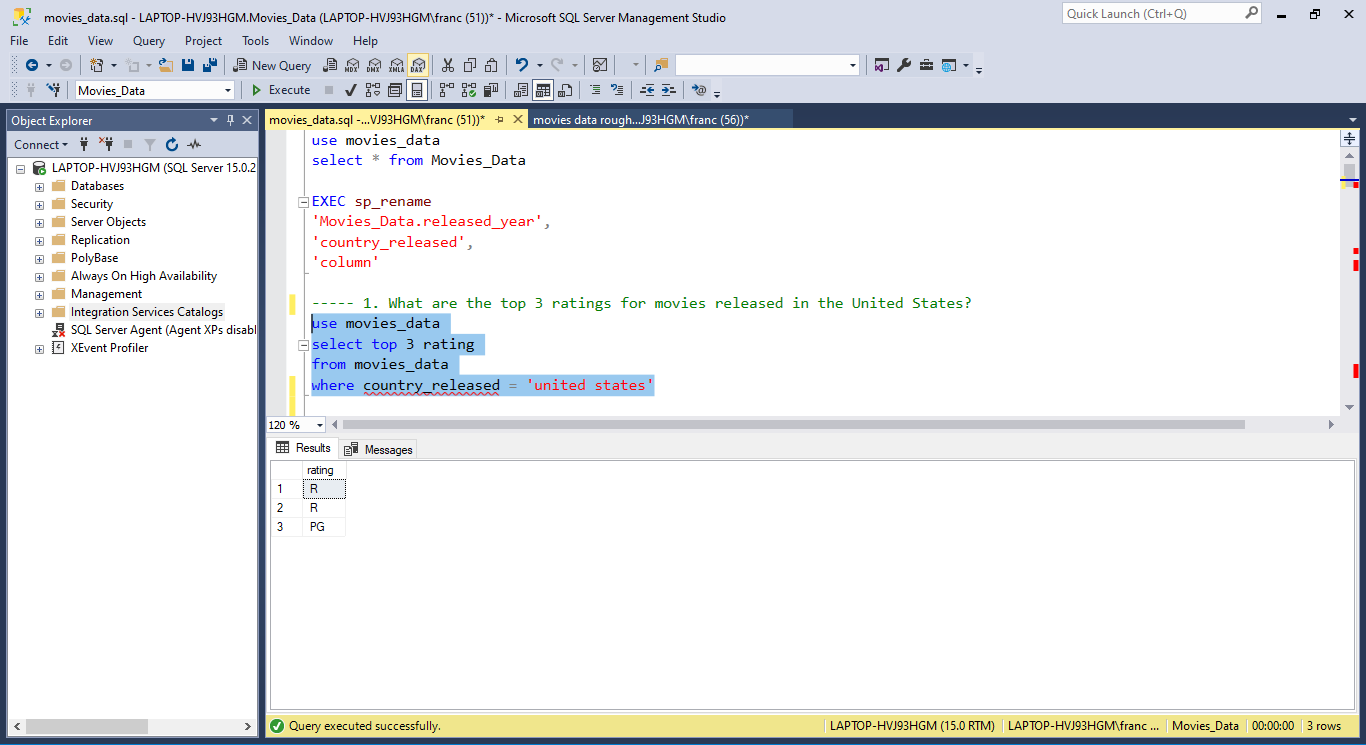 movies_data.sql - LAPTOP-HVJ93HGM.Movies_Data (LAPTOP-HVJ93HGM\franc (51))* - Microsoft SQL Server Management Studio
Quick Launch (Ctrl+Q)
File Edit View Query Project Tools Window Help
New Query MDX DMX XMLA DAX
Movies_Data Execute
Object Explorer
movies_data.sql -...VJ93HGM\franc (51))* movies data rough...J93HGM\franc (56))*
Connect
LAPTOP-HVJ93HGM (SQL Server 15.0.2
Databases
Security
Server Objects
Replication
PolyBase
Always On High Availability
Management
Integration Services Catalogs
SQL Server Agent (Agent XPs disabl
XEvent Profiler
use movies_data
select * from Movies_Data
EXEC sp_rename
'Movies_Data.released_year',
'country_released',
'column'
----- 1. What are the top 3 ratings for movies released in the United States?
use movies_data
select top 3 rating
from movies_data
where country_released = 'united states'
120 %
Results Messages
rating
1 R
2 R
3 PG
Query executed successfully.
LAPTOP-HVJ93HGM (15.0 RTM) LAPTOP-HVJ93HGM\franc ... Movies_Data 00:00:00 3 rows